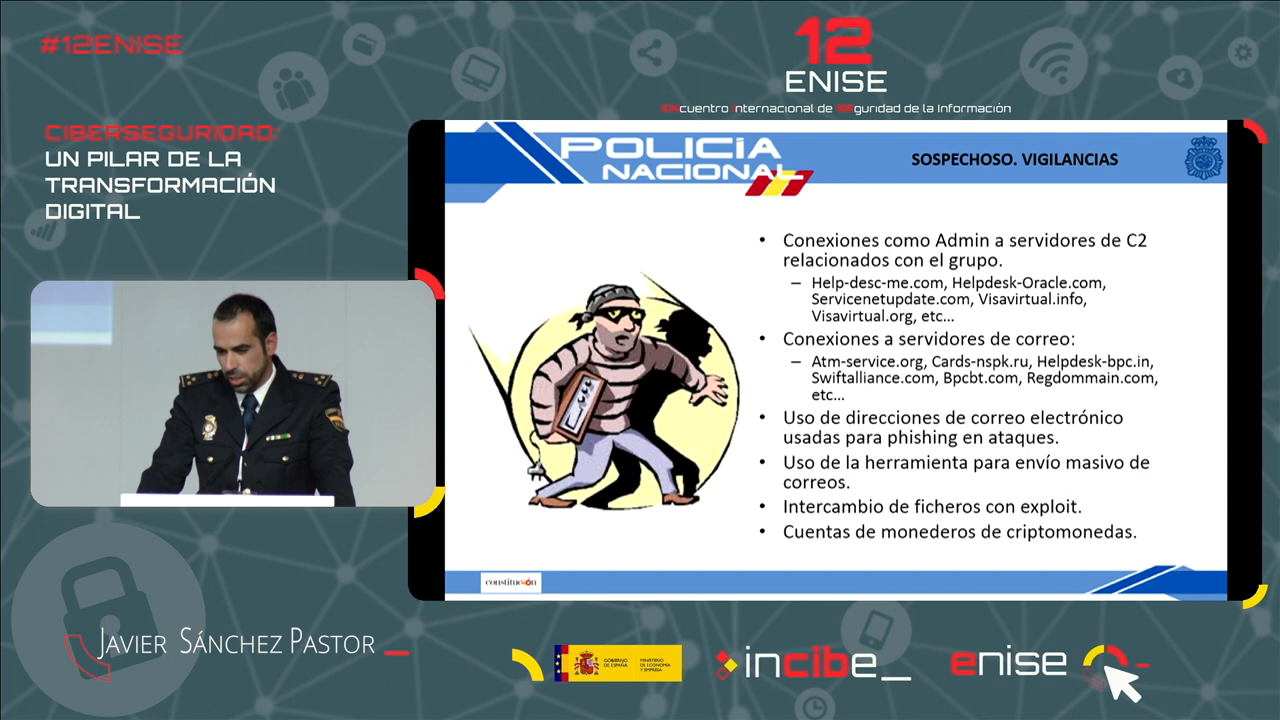 #12ENISE
12
ENISE
ENcuentro Internacional de SEguridad de la Información
CIBERSEGURIDAD:
UN PILAR DE LA
TRANSFORMACIÓN
DIGITAL
POLICÍA
NACIONAL
SOSPECHOSO. VIGILANCIAS
• Conexiones como Admin a servidores de C2
relacionados con el grupo.
– Help-desc-me.com, Helpdesk-Oracle.com,
Servicenetupdate.com, Visavirtual.info,
Visavirtual.org, etc...
• Conexiones a servidores de correo:
– Atm-service.org, Cards-nspk.ru, Helpdesk-bpc.in,
Swiftalliance.com, Bpcbt.com, Regdommain.com,
etc...
• Uso de direcciones de correo electrónico
usadas para phishing en ataques.
• Uso de la herramienta para envío masivo de
correos.
• Intercambio de ficheros con exploit.
• Cuentas de monederos de criptomonedas.
constitución
JAVIER SÁNCHEZ PASTOR
GOBIERNO
DE ESPAÑA
MINISTERIO
DE ECONOMÍA
Y EMPRESA
incibe_
enise